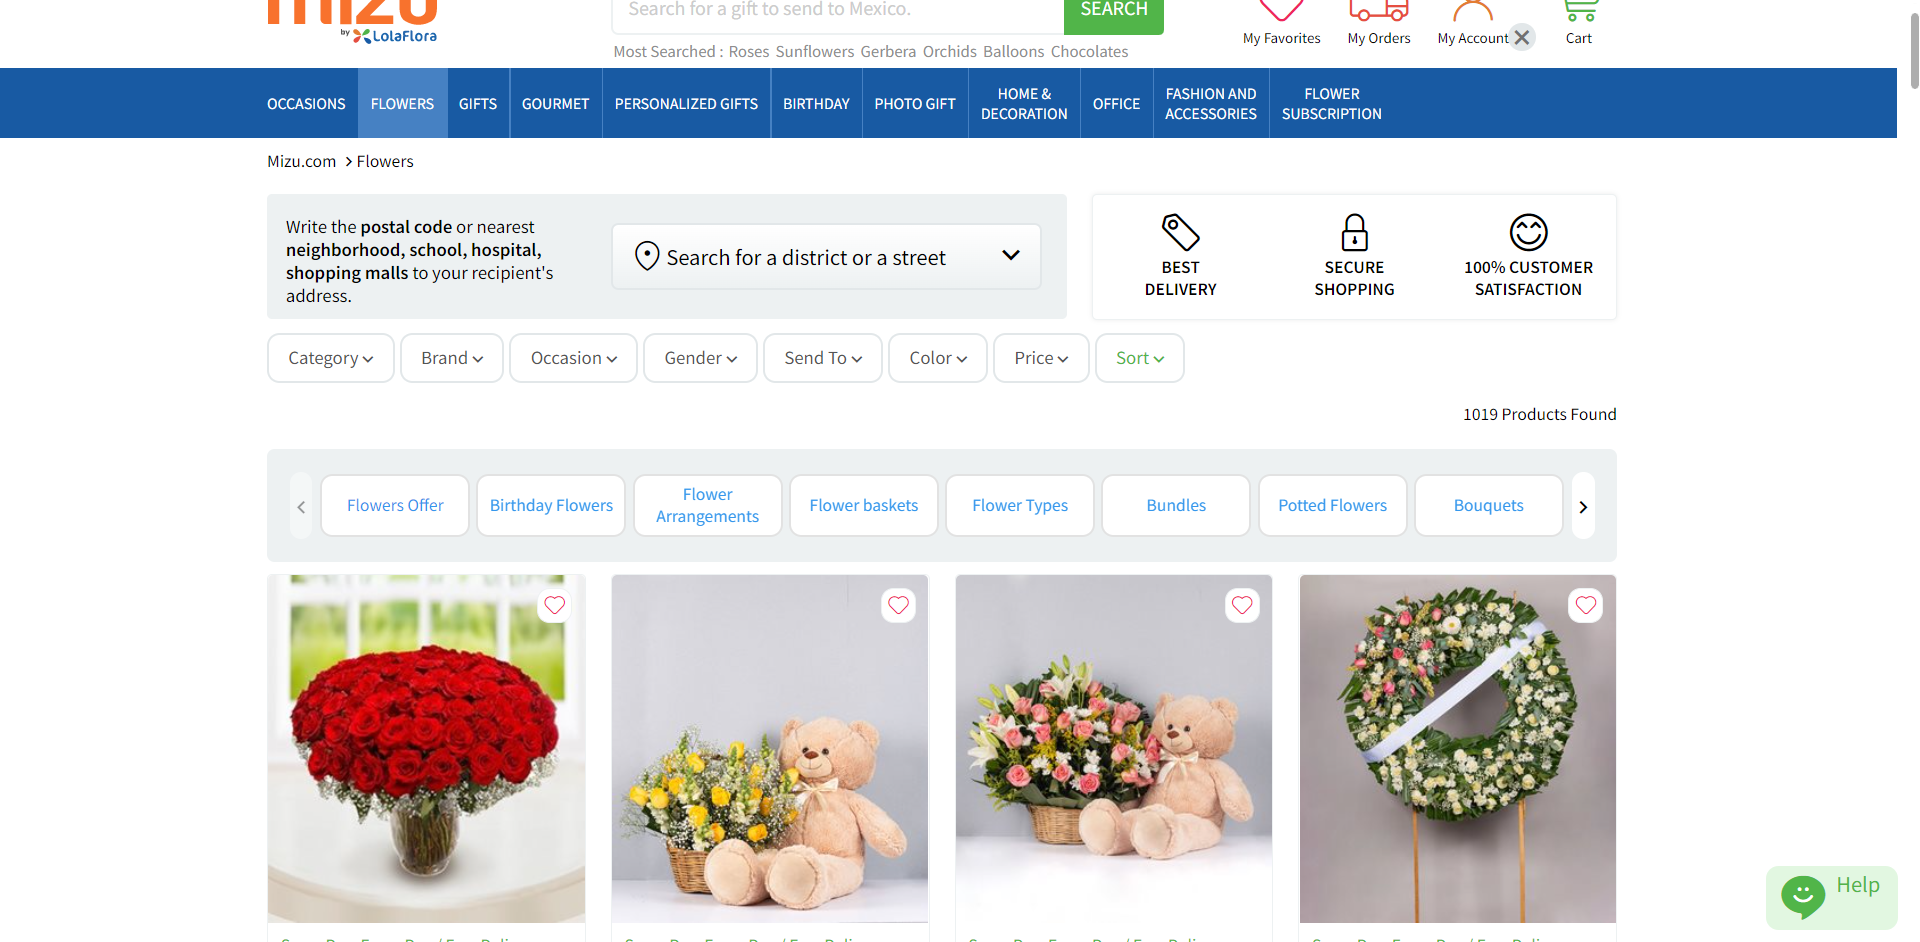 mizu
by LolaFlora
Search for a gift to send to Mexico.
SEARCH
Most Searched : Roses Sunflowers Gerbera Orchids Balloons Chocolates
My Favorites
My Orders
My Account
Cart
OCCASIONS
FLOWERS
GIFTS
GOURMET
PERSONALIZED GIFTS
BIRTHDAY
PHOTO GIFT
HOME &
DECORATION
OFFICE
FASHION AND
ACCESSORIES
FLOWER
SUBSCRIPTION
Mizu.com > Flowers
Write the postal code or nearest
neighborhood, school, hospital,
shopping malls to your recipient's
address.
Search for a district or a street
BEST
DELIVERY
SECURE
SHOPPING
100% CUSTOMER
SATISFACTION
Category
Brand
Occasion
Gender
Send To
Color
Price
Sort
1019 Products Found
Flowers Offer
Birthday Flowers
Flower
Arrangements
Flower baskets
Flower Types
Bundles
Potted Flowers
Bouquets
Help